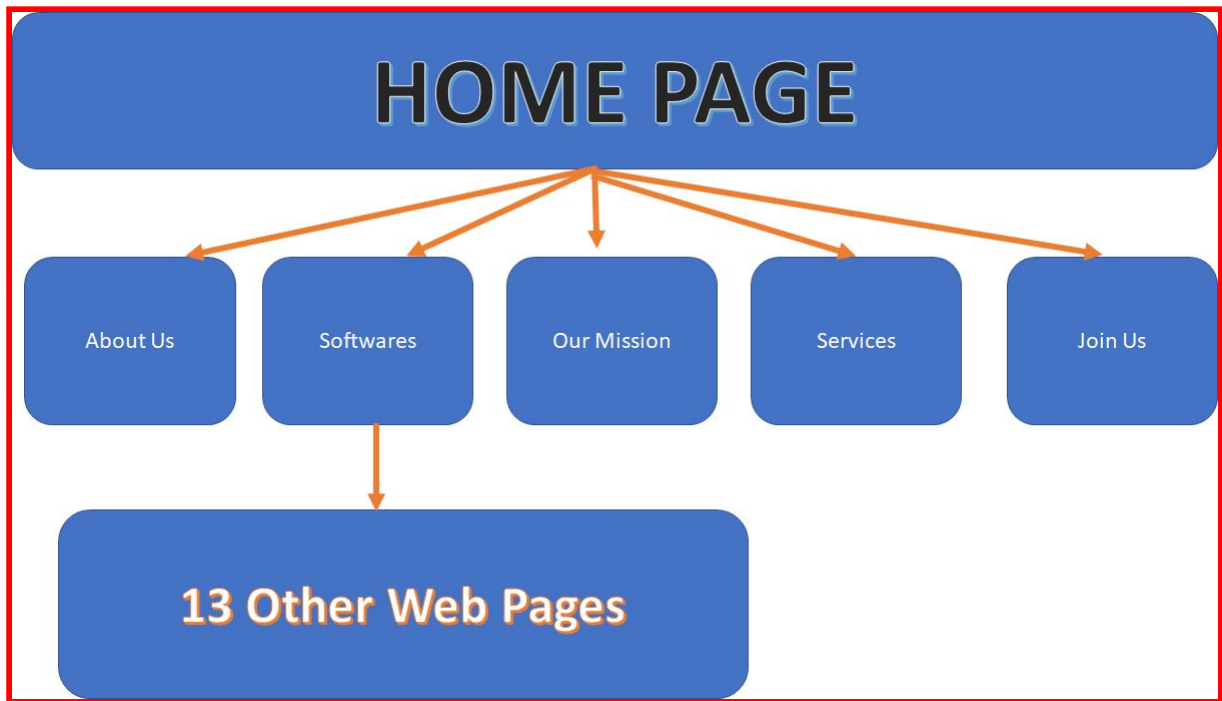 HOME PAGE
About Us
Softwares
Our Mission
Services
Join Us
13 Other Web Pages